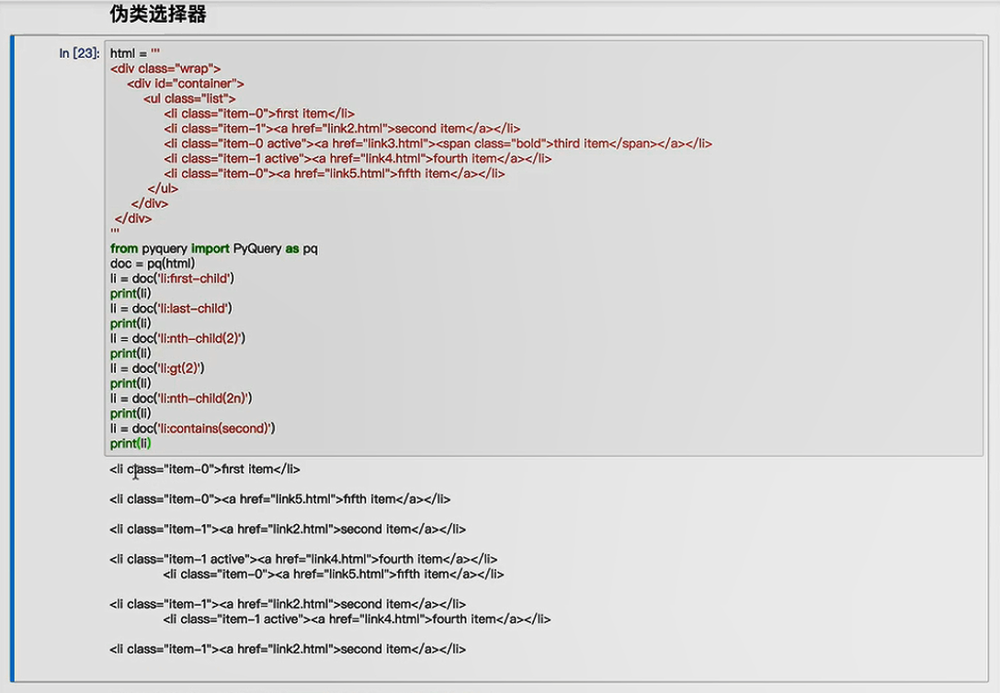 伪类选择器
In [23]: html = '''
<div class="wrap">
<div id="container">
<ul class="list">
<li class="item-0">first item</li>
<li class="item-1"><a href="link2.html">second item</a></li>
<li class="item-0 active"><a href="link3.html"><span class="bold">third item</span></a></li>
<li class="item-1 active"><a href="link4.html">fourth item</a></li>
<li class="item-0"><a href="link5.html">fifth item</a></li>
</ul>
</div>
</div>
'''
from pyquery import PyQuery as pq
doc = pq(html)
li = doc('li:first-child')
print(li)
li = doc('li:last-child')
print(li)
li = doc('li:nth-child(2)')
print(li)
li = doc('li:gt(2)')
print(li)
li = doc('li:nth-child(2n)')
print(li)
li = doc('li:contains(second)')
print(li)
<li class="item-0">first item</li>
<li class="item-0"><a href="link5.html">fifth item</a></li>
<li class="item-1"><a href="link2.html">second item</a></li>
<li class="item-1 active"><a href="link4.html">fourth item</a></li>
<li class="item-0"><a href="link5.html">fifth item</a></li>
<li class="item-1"><a href="link2.html">second item</a></li>
<li class="item-1 active"><a href="link4.html">fourth item</a></li>
<li class="item-1"><a href="link2.html">second item</a></li>